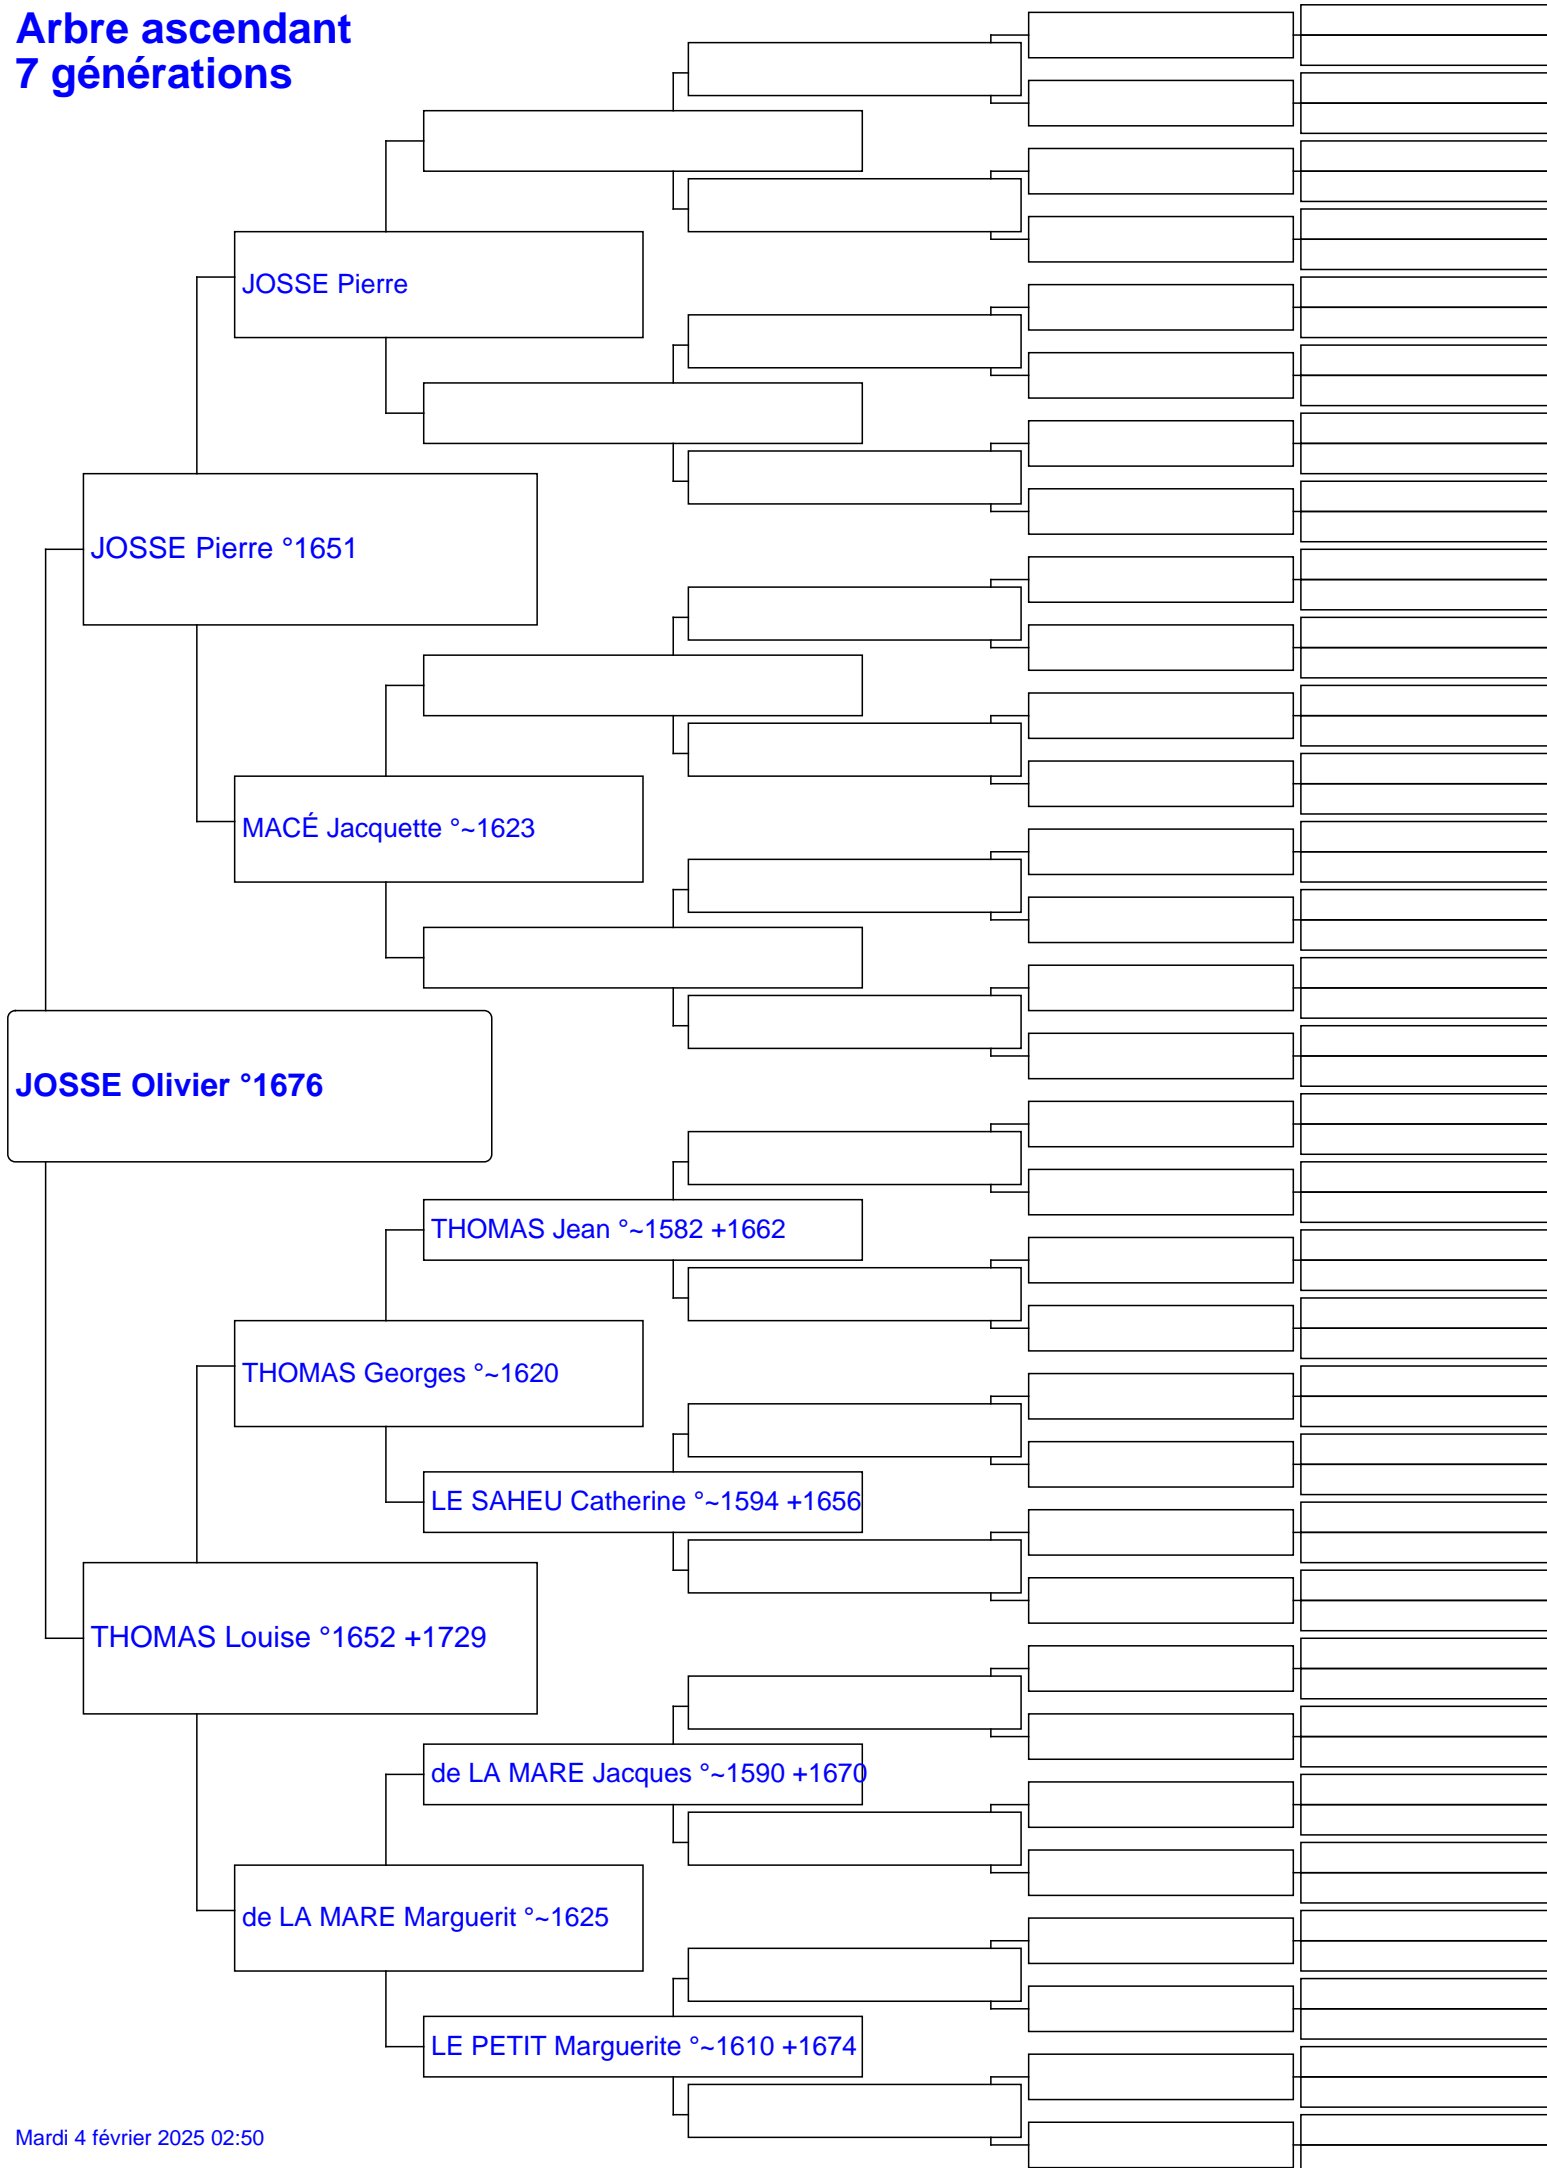 Arbre ascendant
7 générations
JOSSE Pierre
JOSSE Pierre °1651
MACÉ Jacquette °~1623
JOSSE Olivier °1676
THOMAS Jean °~1582 +1662
THOMAS Georges °~1620
LE SAHEU Catherine °~1594 +1656
THOMAS Louise °1652 +1729
de LA MARE Jacques °~1590 +1670
de LA MARE Marguerit °~1625
LE PETIT Marguerite °~1610 +1674
Mardi 4 février 2025 02:50